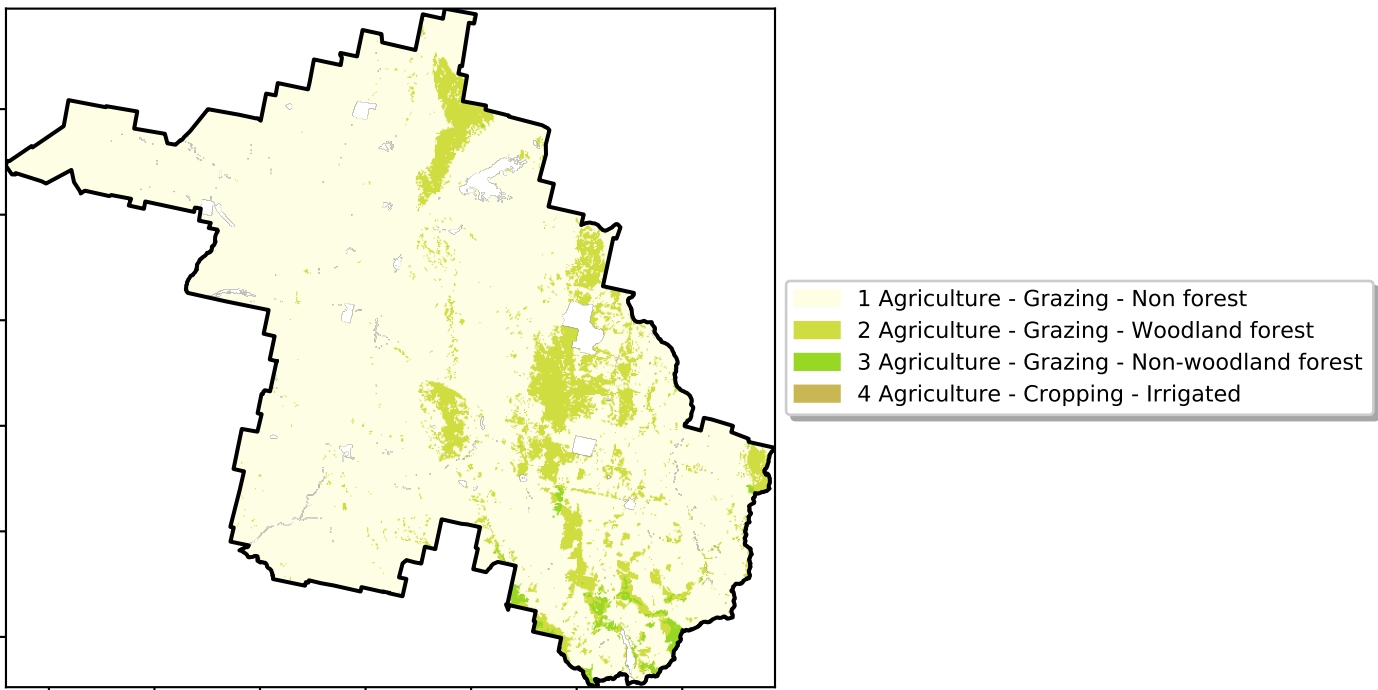 1 Agriculture - Grazing - Non forest
2 Agriculture - Grazing - Woodland forest
3 Agriculture - Grazing - Non-woodland forest
4 Agriculture - Cropping - Irrigated